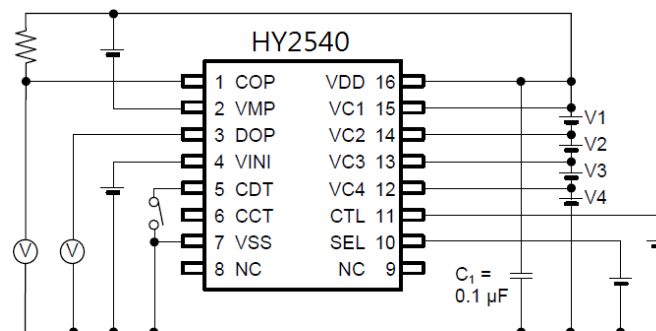 HY2540
1 COP VDD 16
2 VMP VC1 15 V1
3 DOP VC2 14 V2
4 VINI VC3 13 V3
5 CDT VC4 12 V4
6 CCT CTL 11
7 VSS SEL 10
8 NC NC 9
V V
C1 =
0.1 µF